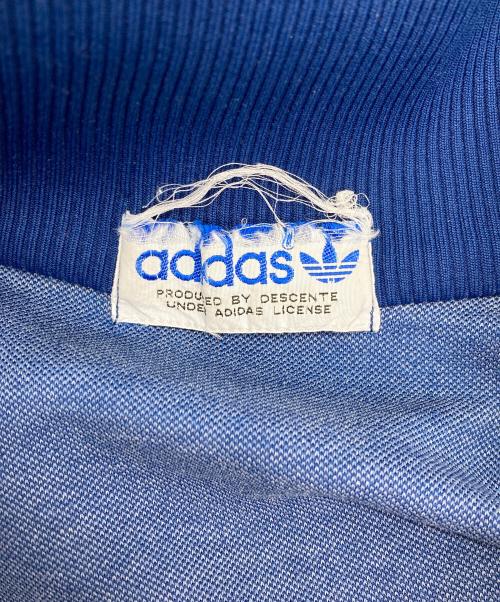 adidas
PRODUCED BY DESCENTE
UNDER ADIDAS LICENSE